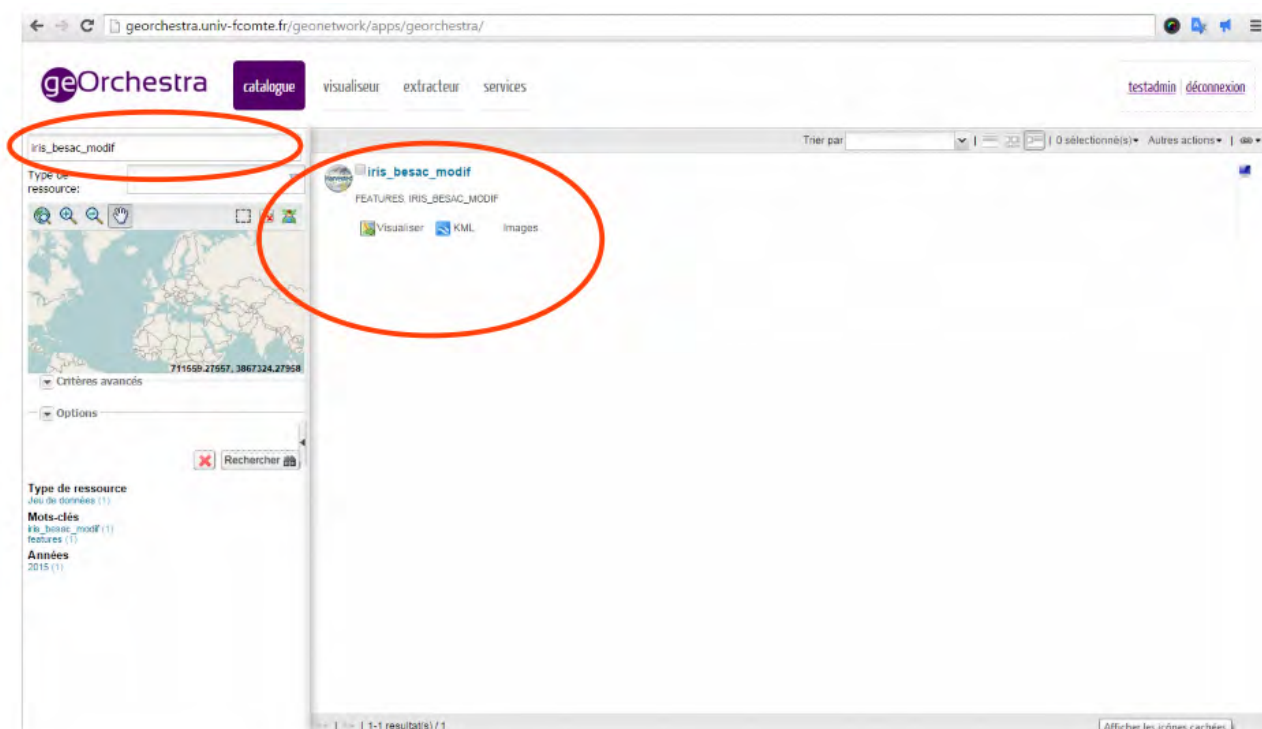 georchestra.univ-fcomte.fr/geonetwork/apps/georchestra/
geOrchestra catalogue visualiseur extracteur services testadmin déconnexion
iris_besac_modif
Trier par 0 sélectionné(s) Autres actions
Type de
ressource:
iris_besac_modif
FEATURES, IRIS_BESAC_MODIF
Visualiser KML Images
711559.27557, 3867324.27958
Critères avancés
Options
Rechercher
Type de ressource
Jeu de données (1)
Mots-clés
iris_besac_modif (1)
features (1)
Années
2015 (1)
1-1 resultat(s) / 1
Afficher les icônes cachées